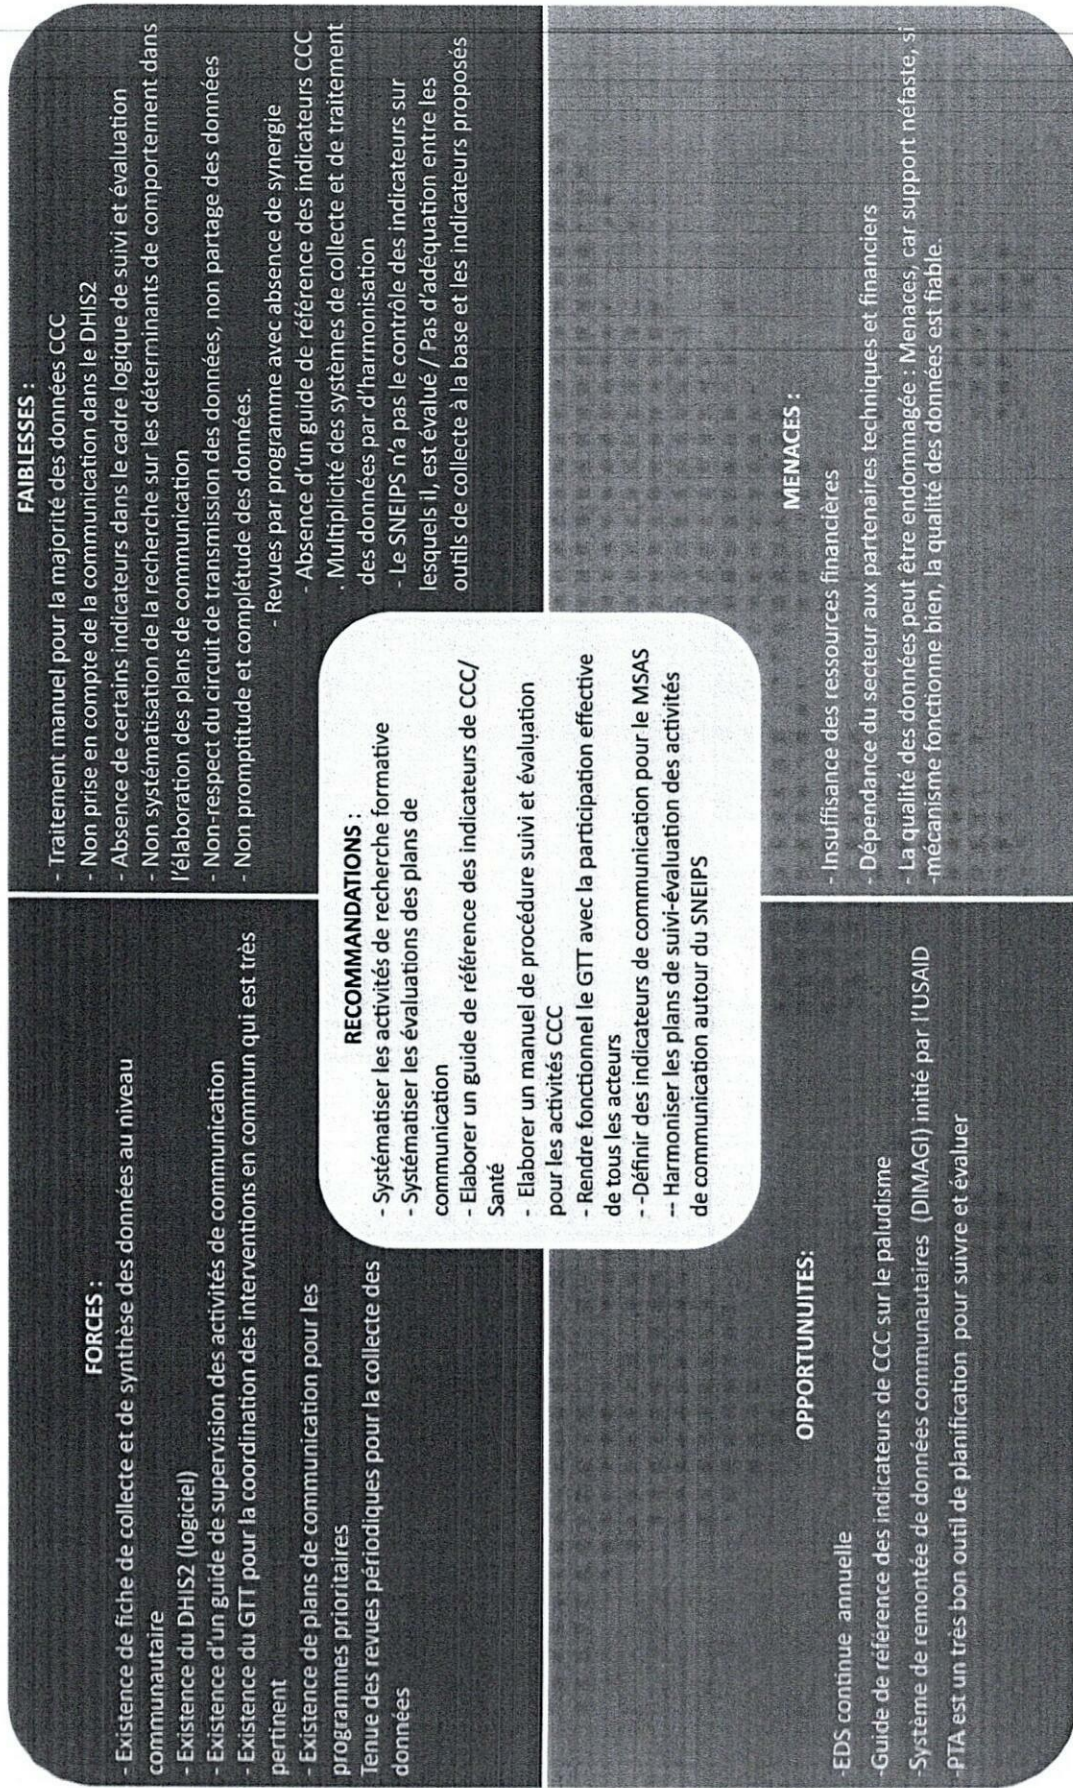 FORCES :
- Existence de fiche de collecte et de synthèse des données au niveau
communautaire
- Existence du DHIS2 (logiciel)
- Existence d'un guide de supervision des activités de communication
- Existence du GTT pour la coordination des interventions en commun qui est très
pertinent
- Existence de plans de communication pour les
programmes prioritaires
Tenue des revues périodiques pour la collecte des
données
FAIBLESSES :
- Traitement manuel pour la majorité des données CCC
- Non prise en compte de la communication dans le DHIS2
- Absence de certains indicateurs dans le cadre logique de suivi et évaluation
- Non systématisation de la recherche sur les déterminants de comportement dans
l'élaboration des plans de communication
- Non-respect du circuit de transmission des données, non partage des données
- Non promptitude et complétude des données.
- Revues par programme avec absence de synergie
- Absence d'un guide de référence des indicateurs CCC
. Multiplicité des systèmes de collecte et de traitement
des données par d'harmonisation
- Le SNEIPS n'a pas le contrôle des indicateurs sur
lesquels il, est évalué / Pas d'adéquation entre les
outils de collecte à la base et les indicateurs proposés
RECOMMANDATIONS :
- Systématiser les activités de recherche formative
- Systématiser les évaluations des plans de
communication
- Elaborer un guide de référence des indicateurs de CCC/
Santé
- Elaborer un manuel de procédure suivi et évaluation
pour les activités CCC
- Rendre fonctionnel le GTT avec la participation effective
de tous les acteurs
- -Définir des indicateurs de communication pour le MSAS
-- Harmoniser les plans de suivi-évaluation des activités
de communication autour du SNEIPS
OPPORTUNUITES:
-EDS continue annuelle
-Guide de référence des indicateurs de CCC sur le paludisme
-Système de remontée de données communautaires (DIMAGI) initié par l'USAID
-PTA est un très bon outil de planification pour suivre et évaluer
MENACES :
- Insuffisance des ressources financières
- Dépendance du secteur aux partenaires techniques et financiers
- La qualité des données peut être endommagée : Menaces, car support néfaste, si
-mécanisme fonctionne bien, la qualité des données est fiable.